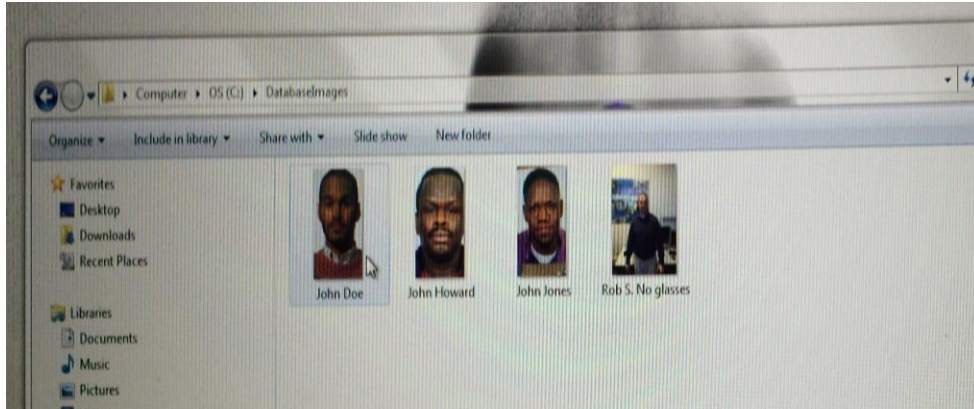 Computer ▸ OS (C:) ▸ DatabaseImages
Organize Include in library Share with Slide show New folder
Favorites
Desktop
Downloads
Recent Places
Libraries
Documents
Music
Pictures
John Doe John Howard John Jones Rob S. No glasses